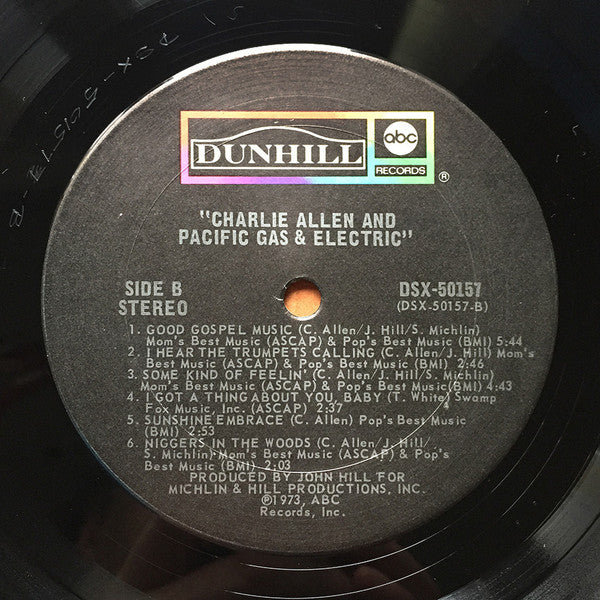 DSX-50157-B
DUNHILL
abc
RECORDS
®
"CHARLIE ALLEN AND
PACIFIC GAS & ELECTRIC"
SIDE B
STEREO
DSX-50157
(DSX-50157-B)
1. GOOD GOSPEL MUSIC (C. Allen/J. Hill/S. Michlin)
Mom's Best Music (ASCAP) & Pop's Best Music (BMI) 5:44
2. I HEAR THE TRUMPETS CALLING (C. Allen/J. Hill) Mom's
Best Music (ASCAP) & Pop's Best Music (BMI) 2:46
3. SOME KIND OF FEELIN' (C. Allen/J. Hill/S. Michlin)
Mom's Best Music (ASCAP) & Pop's Best Music(BMI) 4:43
4. I GOT A THING ABOUT YOU, BABY (T. White) Swamp
Fox Music, Inc. (ASCAP) 2:37
5. SUNSHINE EMBRACE (C. Allen) Pop's Best Music
(BMI) 2:53
6. NIGGERS IN THE WOODS (C. Allen/J. Hill/
S. Michlin) Mom's Best Music (ASCAP) & Pop's
Best Music (BMI) 2:03
PRODUCED BY JOHN HILL FOR
MICHLIN & HILL PRODUCTIONS, INC.
℗1973, ABC
Records, Inc.